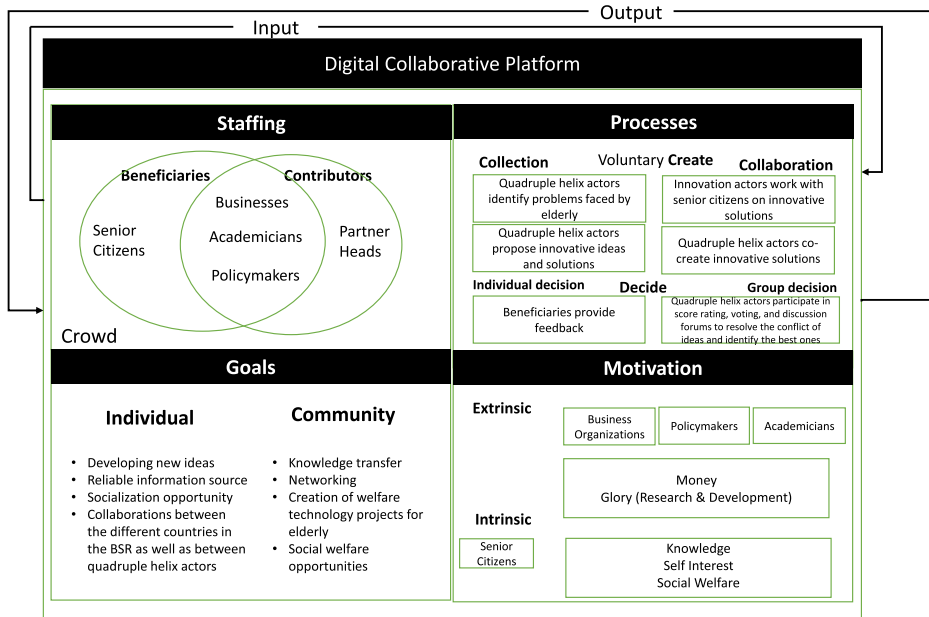 Output
Input
Digital Collaborative Platform
Staffing
Beneficiaries
Contributors
Businesses
Senior
Citizens
Academicians
Partner
Heads
Policymakers
Crowd
Processes
Collection
Voluntary Create
Collaboration
Quadruple helix actors
identify problems faced by
elderly
Innovation actors work with
senior citizens on innovative
solutions
Quadruple helix actors
propose innovative ideas
and solutions
Quadruple helix actors co-
create innovative solutions
Individual decision
Decide
Group decision
Beneficiaries provide
feedback
Quadruple helix actors participate in
score rating, voting, and discussion
forums to resolve the conflict of
ideas and identify the best ones
Goals
Individual
• Developing new ideas
• Reliable information source
• Socialization opportunity
• Collaborations between
the different countries in
the BSR as well as between
quadruple helix actors
Community
• Knowledge transfer
• Networking
• Creation of welfare
technology projects for
elderly
• Social welfare
opportunities
Motivation
Extrinsic
Business
Organizations
Policymakers
Academicians
Money
Glory (Research & Development)
Intrinsic
Senior
Citizens
Knowledge
Self Interest
Social Welfare